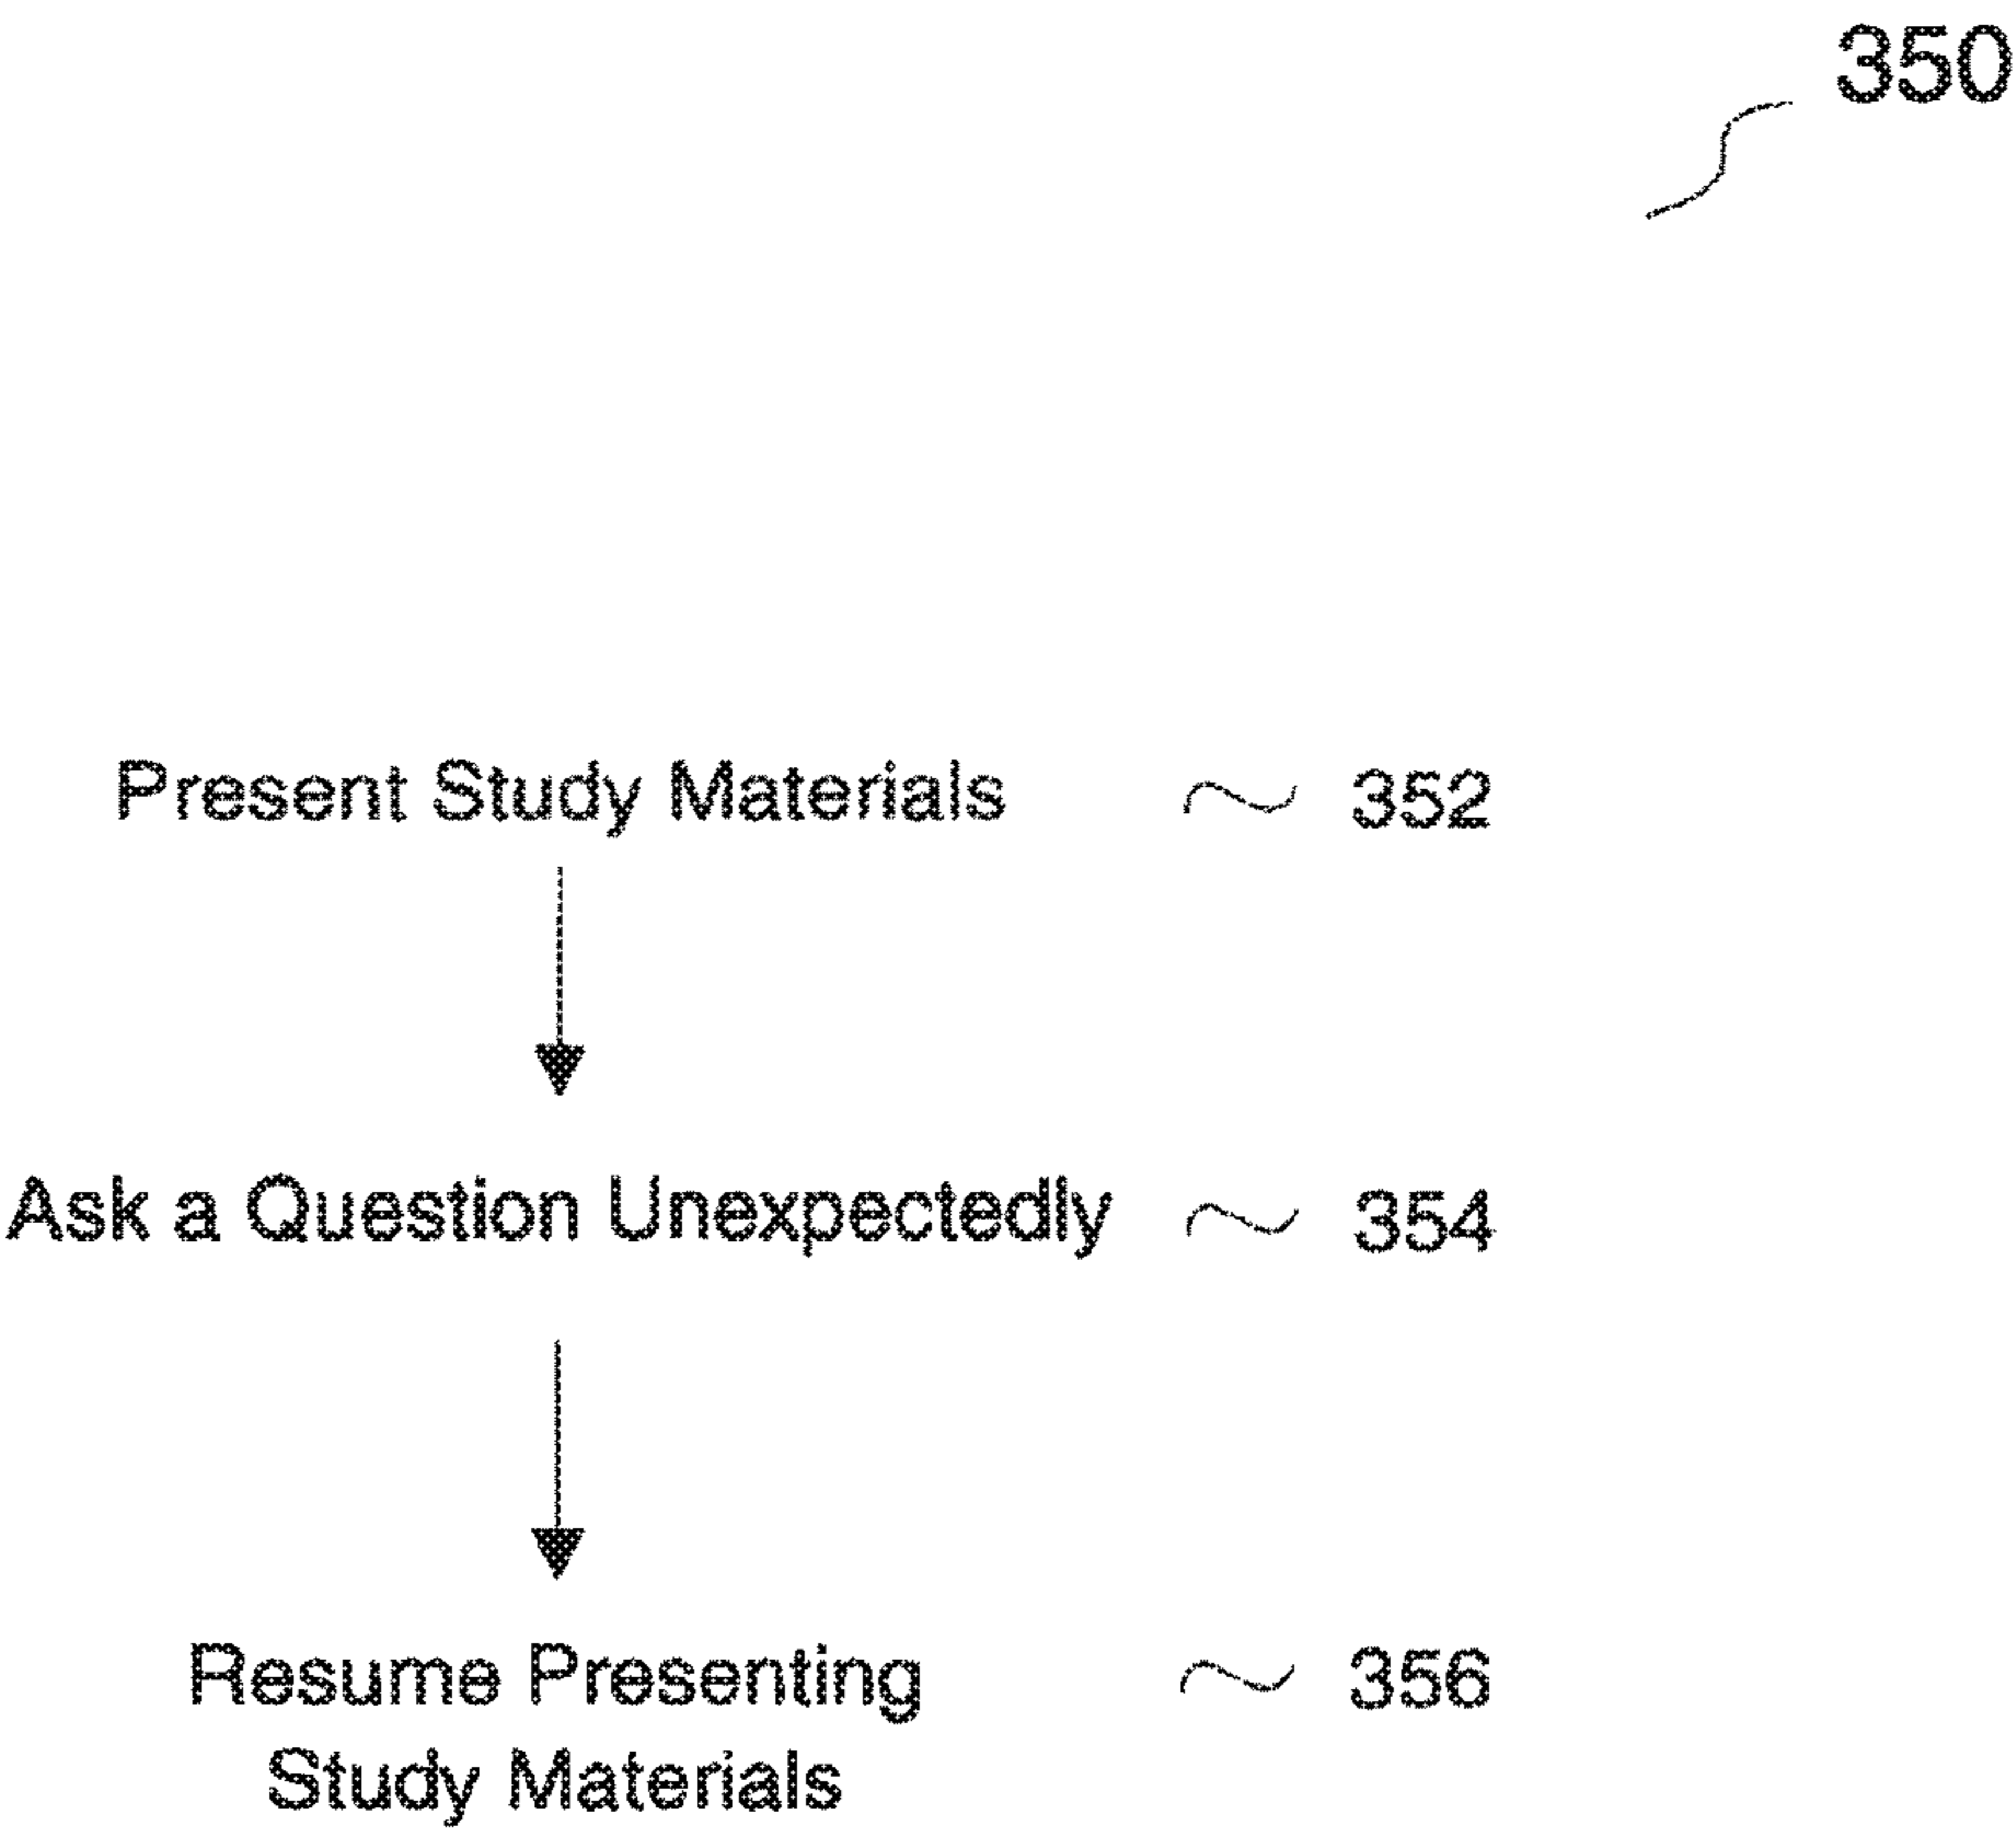 350
Present Study Materials 352
Ask a Question Unexpectedly 354
Resume Presenting 356
Study Materials